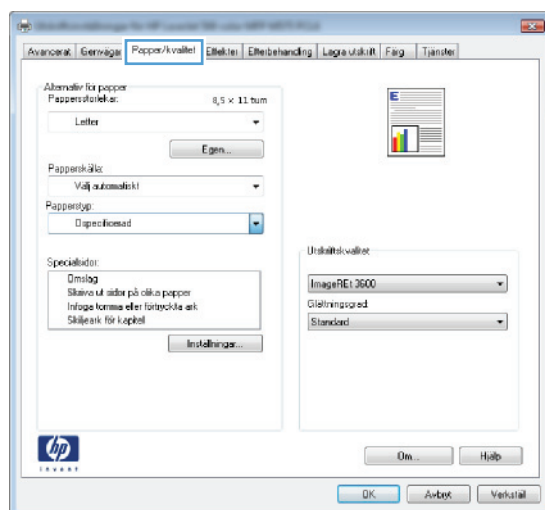 Avancerat Genvägar Papper/kvalitet Effekter Efterbehandling Lagra utskrift Färg Tjänster
Alternativ för papper
Pappersstorlekar: 8,5 × 11 tum
Letter
Egen...
Papperskälla:
Välj automatiskt
Papperstyp:
Ospecificerad
Specialsidor:
Omslag
Skriva ut sidor på olika papper
Infoga tomma eller förtryckta ark
Skiljeark för kapitel
Inställningar...
E
Utskriftskvalitet
ImageREt 3600
Glättningsgrad:
Standard
hp
invent
Om... Hjälp
OK Avbryt Verkställ